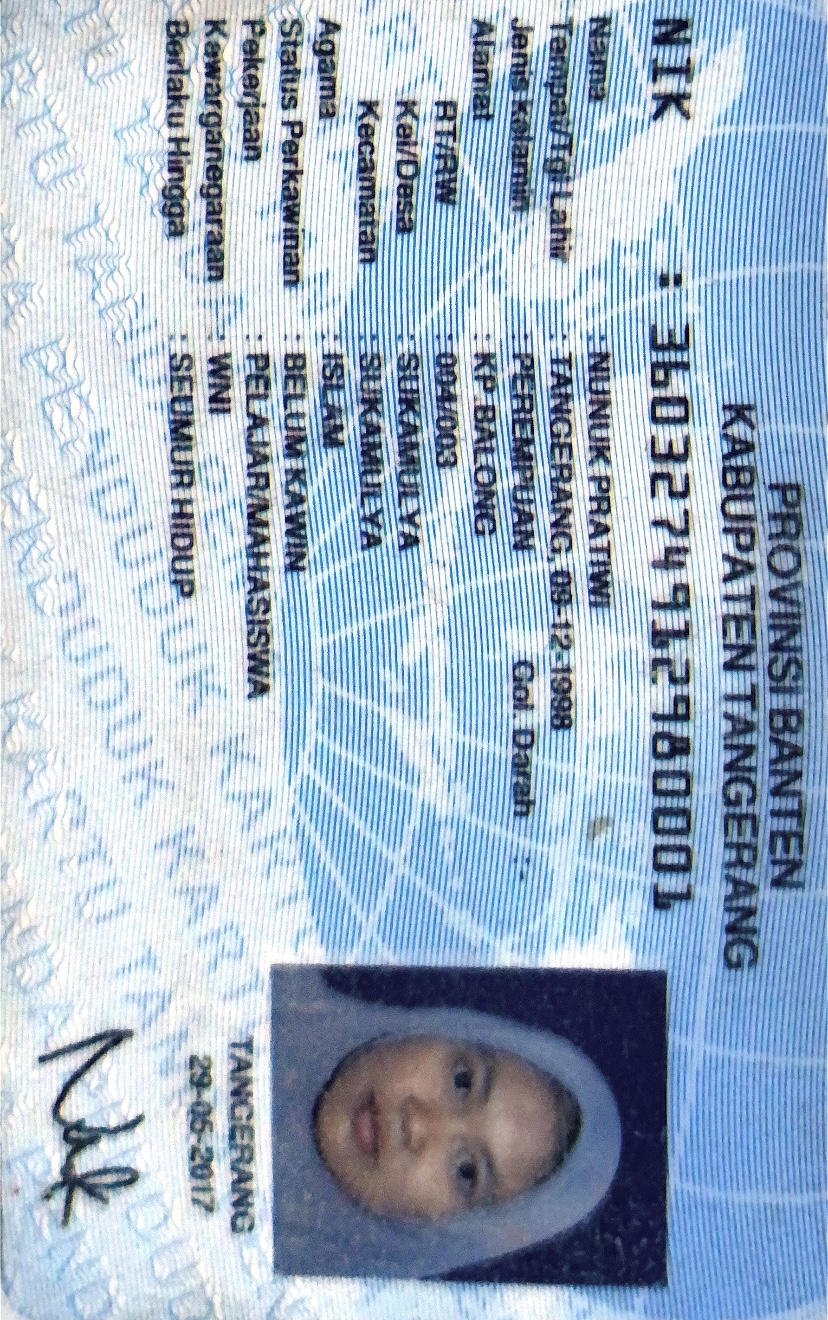 PROVINSI BANTEN
KABUPATEN TANGERANG
NIK : 3603274912980001
Nama : NUNUK PRATIWI
Tempat/Tgl Lahir : TANGERANG, 09-12-1998
Jenis Kelamin : PEREMPUAN Gol. Darah : -
Alamat : KP BALONG
RT/RW : 004/003
Kel/Desa : SUKAMULYA
Kecamatan : SUKAMULYA
Agama : ISLAM
Status Perkawinan : BELUM KAWIN
Pekerjaan : PELAJAR/MAHASISWA
Kewarganegaraan : WNI
Berlaku Hingga : SEUMUR HIDUP
TANGERANG
29-05-2017